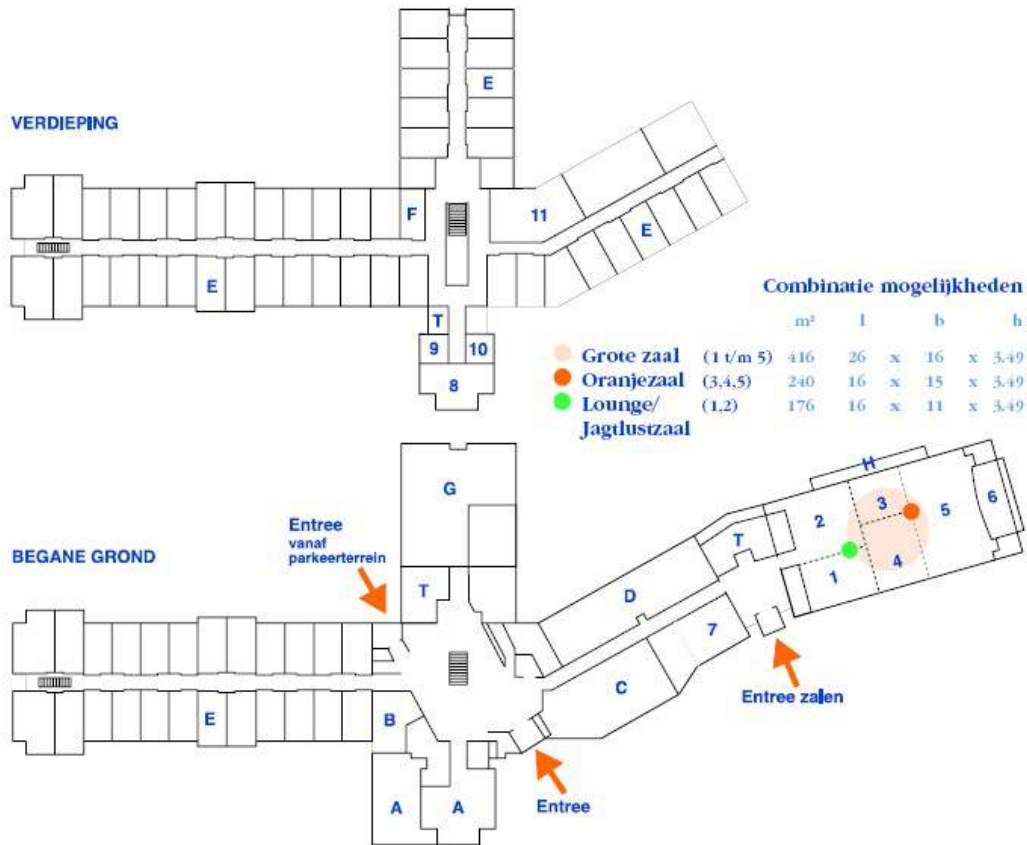 E
VERDIEPING
F
11
E
E
T
9
10
8
Combinatie mogelijkheden
m² l b h
Grote zaal (1 t/m 5) 416 26 x 16 x 3.49
Oranjezaal (3,4,5) 240 16 x 15 x 3.49
Lounge/ (1,2) 176 16 x 11 x 3.49
Jagtlustzaal
H
G
3
6
5
2
Entree
vanaf
parkeerterrein
T
BEGANE GROND
4
1
T
D
7
C
Entree zalen
E
B
A
A
Entree